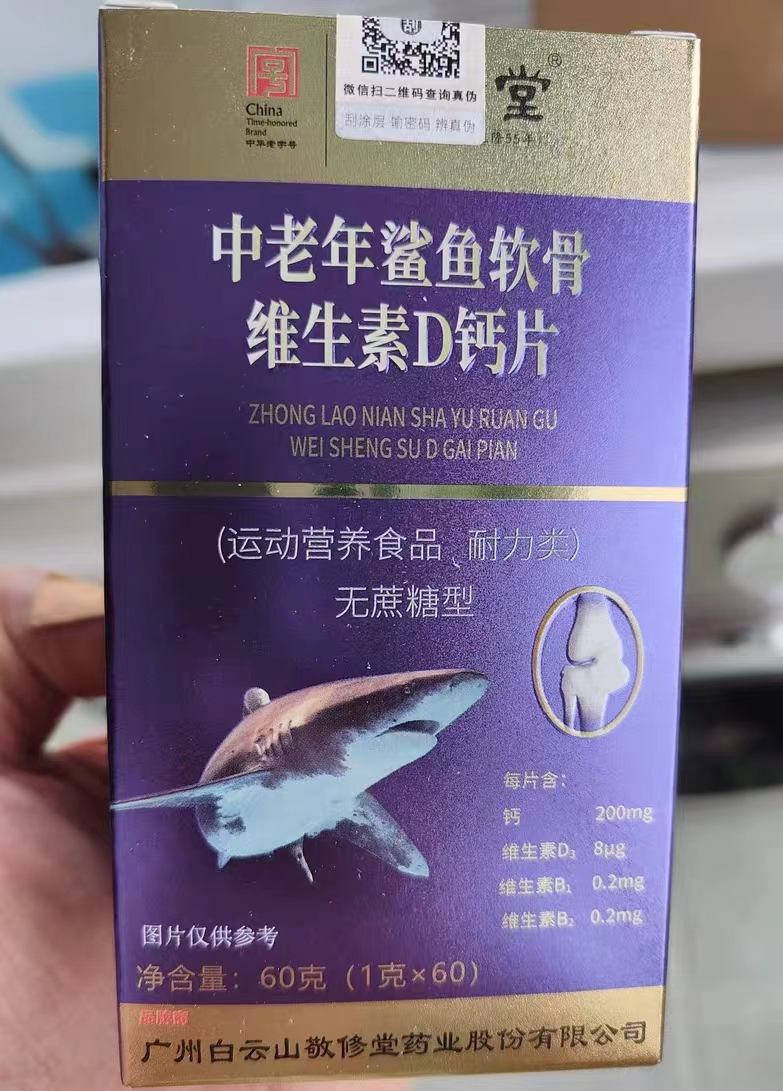 刮
微信扫二维码查询真伪
刮涂层 输密码 辨真伪
China
Time-honored
Brand
中华老字号
堂®
隆55年
中老年鲨鱼软骨
维生素D钙片
ZHONG LAO NIAN SHA YU RUAN GU
WEI SHENG SU D GAI PIAN
(运动营养食品 、耐力类)
无蔗糖型
每片含:
钙 200mg
维生素D₃ 8μg
维生素B₁ 0.2mg
维生素B₂ 0.2mg
图片仅供参考
净含量: 60克 (1克×60)
广州白云山敬修堂药业股份有限公司